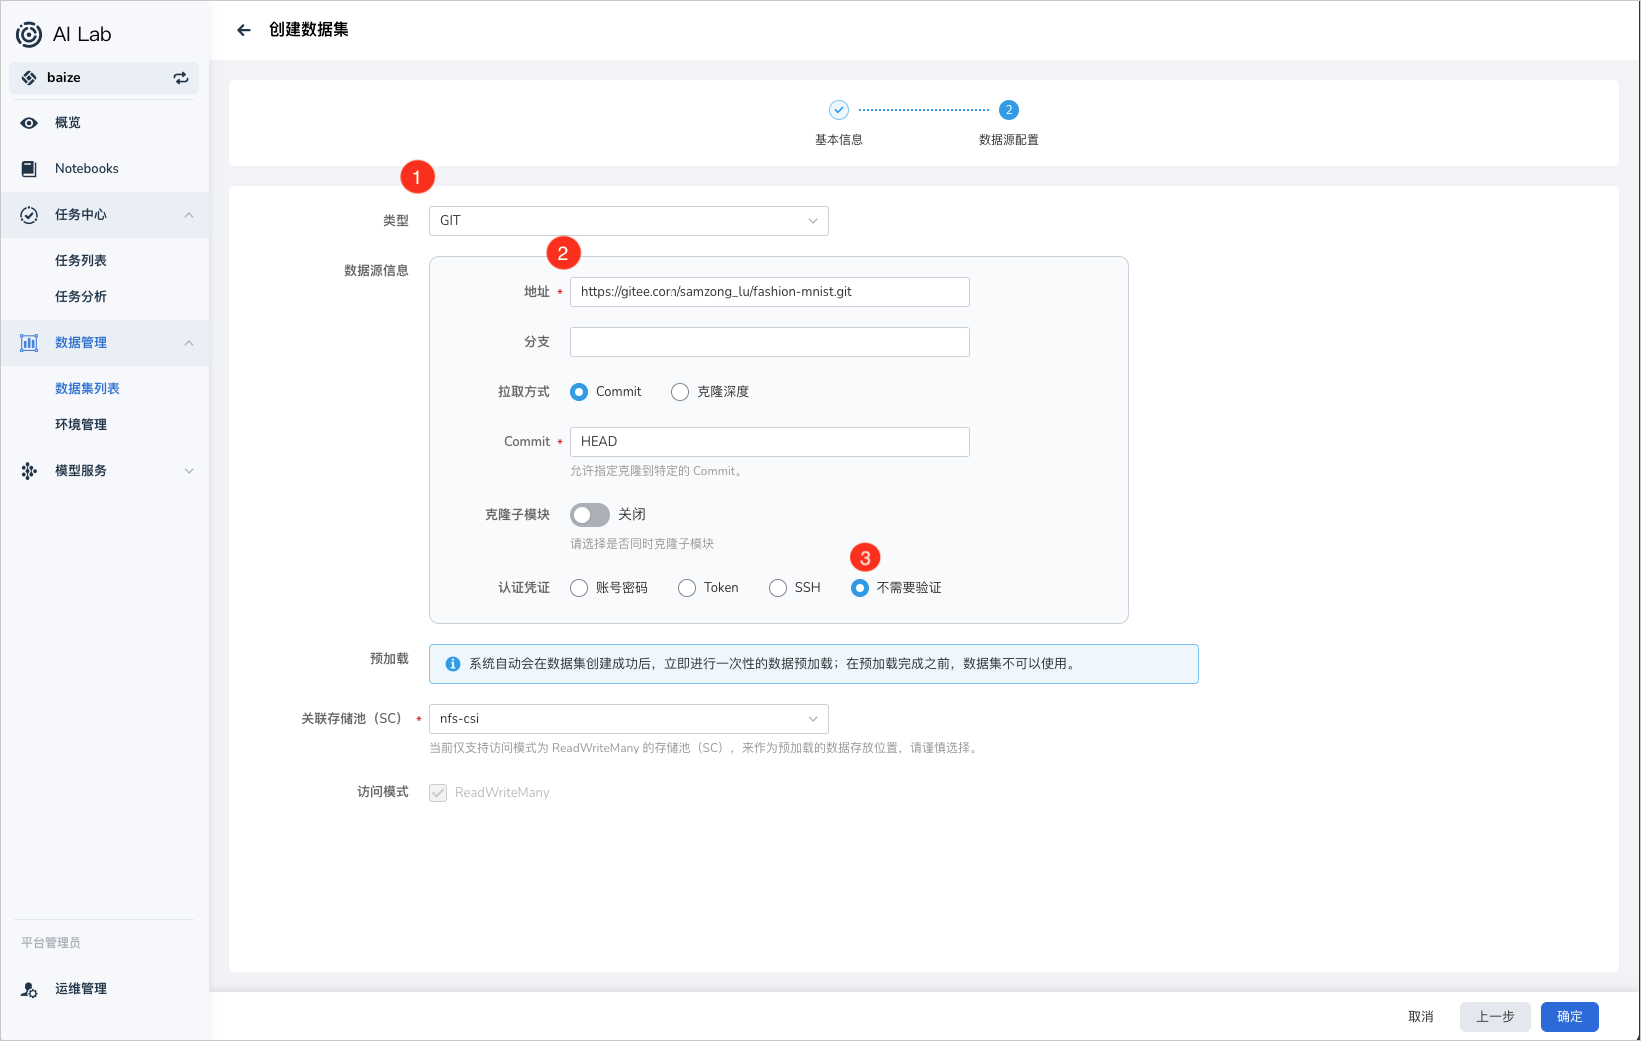 AI Lab
baize
概览
Notebooks
任务中心
任务列表
任务分析
数据管理
数据集列表
环境管理
模型服务
平台管理员
运维管理
创建数据集
2
基本信息
数据源配置
1
类型
GIT
2
数据源信息
地址 *
https://gitee.com/samzong_lu/fashion-mnist.git
分支
拉取方式
Commit
克隆深度
Commit *
HEAD
允许指定克隆到特定的 Commit。
克隆子模块
关闭
请选择是否同时克隆子模块
3
认证凭证
账号密码
Token
SSH
不需要验证
预加载
系统自动会在数据集创建成功后，立即进行一次性的数据预加载；在预加载完成之前，数据集不可以使用。
关联存储池（SC） *
nfs-csi
当前仅支持访问模式为 ReadWriteMany 的存储池（SC），来作为预加载的数据存放位置，请谨慎选择。
访问模式
ReadWriteMany
取消
上一步
确定